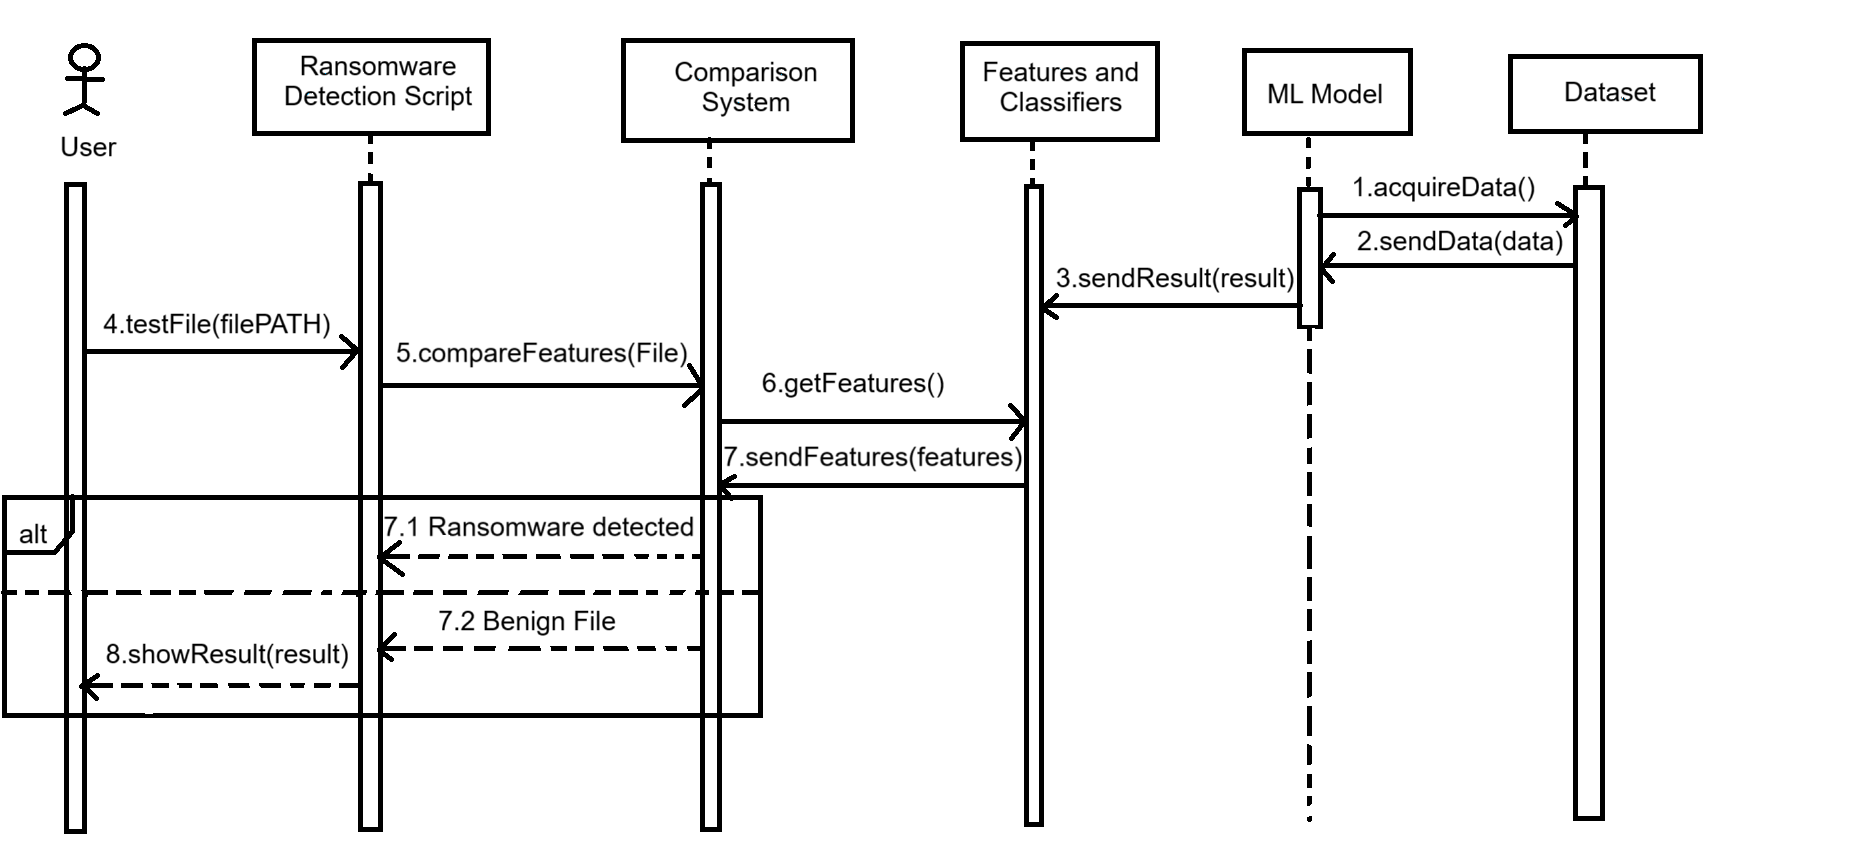 Ransomware
Detection Script
Comparison
System
Features and
Classifiers
ML Model
Dataset
User
1.acquireData()
2.sendData(data)
3.sendResult(result)
4.testFile(filePATH)
5.compareFeatures(File)
6.getFeatures()
7.sendFeatures(features)
alt
7.1 Ransomware detected
7.2 Benign File
8.showResult(result)